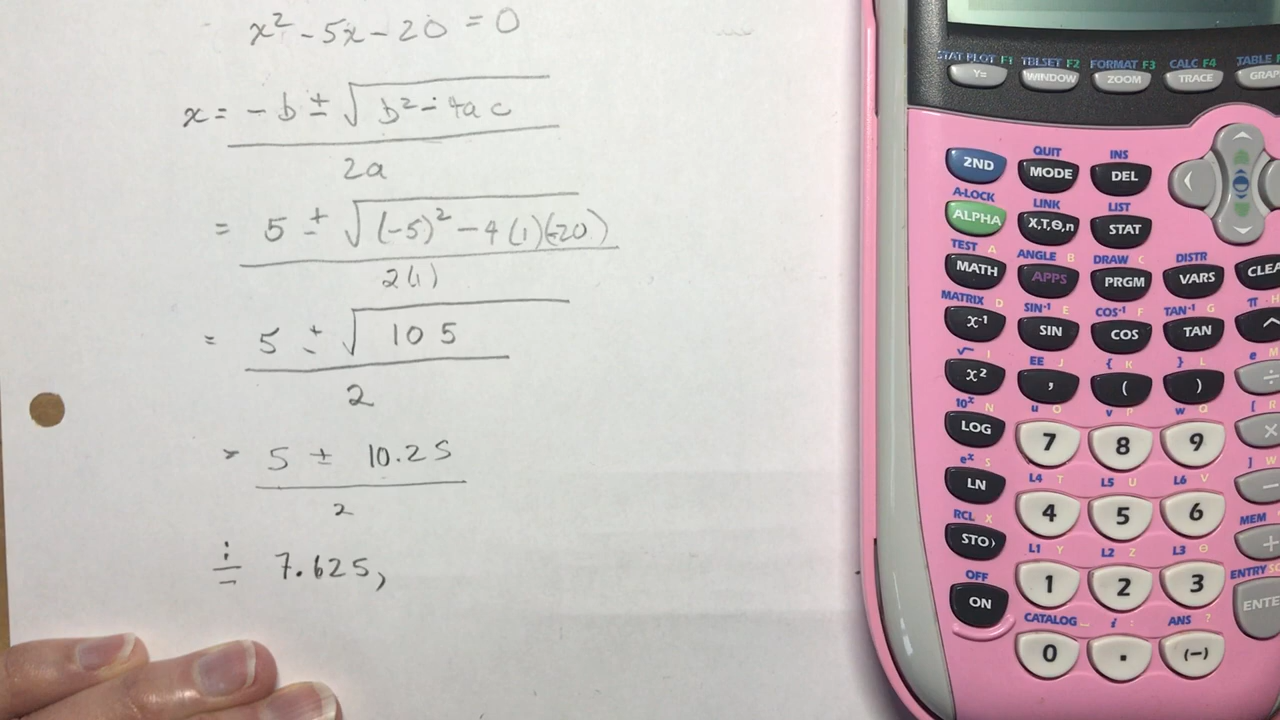 x² - 5x - 20 = 0
x = -b ± √(b² - 4ac)
2a
= 5 ± √((-5)² - 4(1)(-20))
2(1)
= 5 ± √105
2
= 5 ± 10.25
2
≐ 7.625,
STAT PLOT F1 TBLSET F2 FORMAT F3 CALC F4 TABLE
Y= WINDOW ZOOM TRACE GRAP
QUIT INS
2ND MODE DEL
A-LOCK LINK LIST
ALPHA X,T,Θ,n STAT
TEST A ANGLE B DRAW C DISTR
MATH APPS PRGM VARS CLEA
MATRIX D SIN⁻¹ E COS⁻¹ F TAN⁻¹ G π H
x⁻¹ SIN COS TAN ^
√ I EE J { K } L e M
x² , ( ) ÷
10ˣ N u O v P w Q [ R
LOG 7 8 9 ×
eˣ S L4 T L5 U L6 V ] W
LN 4 5 6 −
RCL X L1 Y L2 Z L3 θ MEM
STO› 1 2 3 +
OFF CATALOG ⎵ i : ANS ? ENTRY SO
ON 0 . (−) ENTE